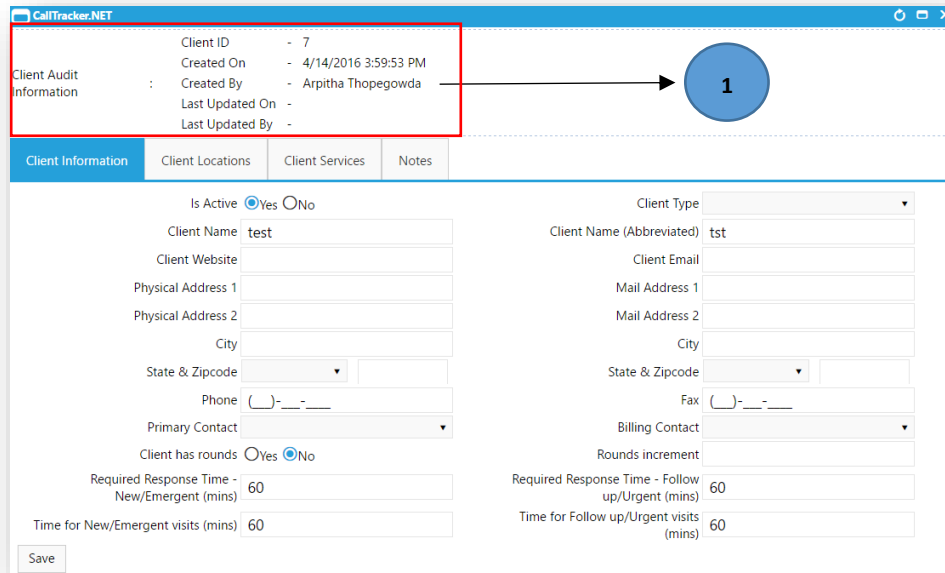 CallTracker.NET
Client Audit Information :
Client ID - 7
Created On - 4/14/2016 3:59:53 PM
Created By - Arpitha Thopegowda
Last Updated On -
Last Updated By -
1
Client Information Client Locations Client Services Notes
Is Active Yes No Client Type
Client Name test Client Name (Abbreviated) tst
Client Website Client Email
Physical Address 1 Mail Address 1
Physical Address 2 Mail Address 2
City City
State & Zipcode State & Zipcode
Phone (___)-___-____ Fax (___)-___-____
Primary Contact Billing Contact
Client has rounds Yes No Rounds increment
Required Response Time - New/Emergent (mins) 60 Required Response Time - Follow up/Urgent (mins) 60
Time for New/Emergent visits (mins) 60 Time for Follow up/Urgent visits (mins) 60
Save